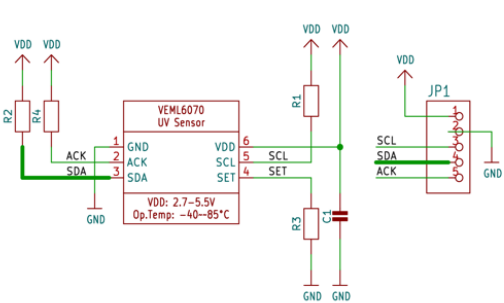 VDD VDD VDD VDD
VDD
JP1
R2 R4 R1
VEML6070
UV Sensor
1 GND VDD 6
ACK 2 ACK SCL 5 SCL
SDA 3 SDA SET 4 SET
1
2
SCL 3
SDA 4
ACK 5
GND
VDD: 2.7-5.5V
Op.Temp: -40-85°C
GND
R3 C1
GND GND